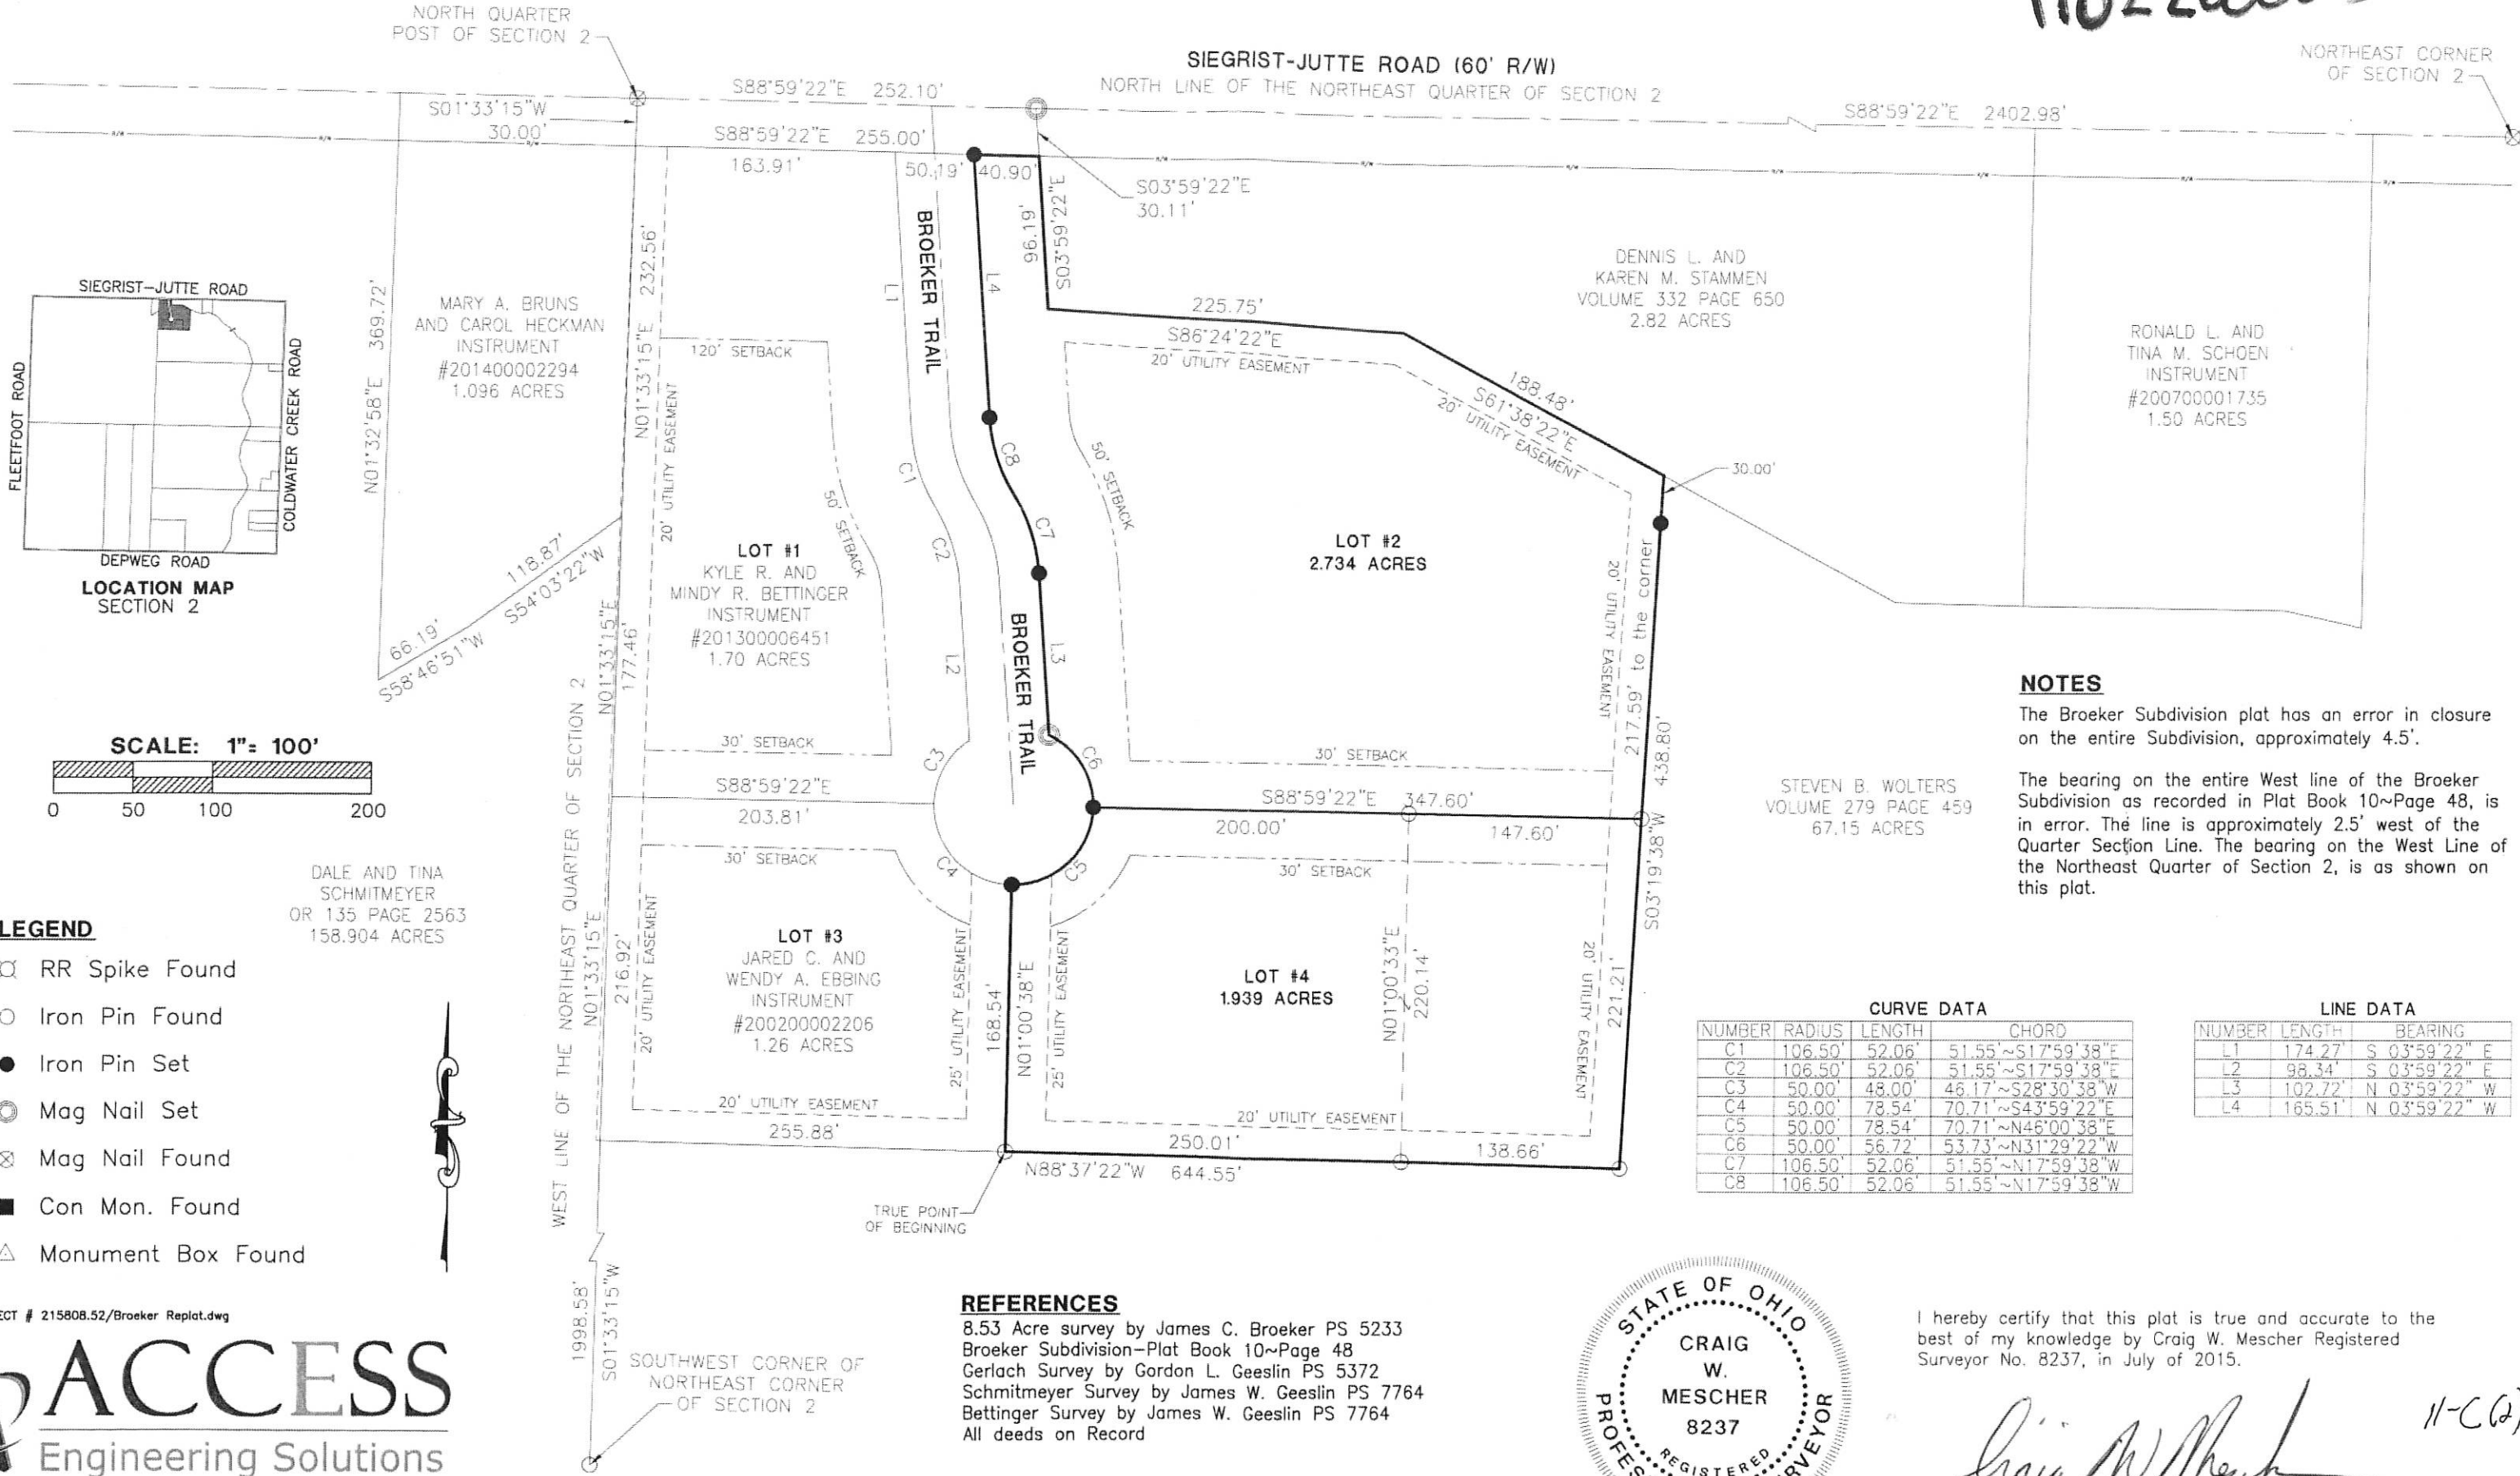 NORTH QUARTER
POST OF SECTION 2
SIEGRIST-JUTTE ROAD (60' R/W)
NORTH LINE OF THE NORTHEAST QUARTER OF SECTION 2
NORTHEAST CORNER
OF SECTION 2
S88°59'22"E 252.10'
S01°33'15"W
30.00'
S88°59'22"E 255.00'
163.91'
50.19'
40.90'
S88°59'22"E 2402.98'
R/W
R/W
R/W
R/W
R/W
R/W
R/W
R/W
S03°59'22"E
30.11'
S03°59'22"E
96.19'
BROEKER TRAIL
L1
L4
DENNIS L. AND
KAREN M. STAMMEN
VOLUME 332 PAGE 650
2.82 ACRES
RONALD L. AND
TINA M. SCHOEN
INSTRUMENT
#200700001735
1.50 ACRES
SIEGRIST-JUTTE ROAD
FLEETFOOT ROAD
COLDWATER CREEK ROAD
DEPWEG ROAD
LOCATION MAP
SECTION 2
N01°32'58"E 369.72'
MARY A. BRUNS
AND CAROL HECKMAN
INSTRUMENT
#201400002294
1.096 ACRES
N01°33'15"E 232.56'
20' UTILITY EASEMENT
120' SETBACK
50' SETBACK
225.75'
S86°24'22"E
20' UTILITY EASEMENT
188.48'
S61°38'22"E
20' UTILITY EASEMENT
30.00'
C1
C8
C2
C7
50' SETBACK
118.87'
S54°03'22"W
66.19'
S58°46'51"W
N01°33'15"E
177.46'
LOT #1
KYLE R. AND
MINDY R. BETTINGER
INSTRUMENT
#201300006451
1.70 ACRES
L2
L3
BROEKER TRAIL
LOT #2
2.734 ACRES
20' UTILITY EASEMENT
217.59' to the corner
438.80'
S03°19'38"W
SCALE: 1"= 100'
0 50 100 200
30' SETBACK
C3
C6
30' SETBACK
S88°59'22"E
203.81'
S88°59'22"E 347.60'
200.00'
147.60'
30' SETBACK
C4
C5
30' SETBACK
STEVEN B. WOLTERS
VOLUME 279 PAGE 459
67.15 ACRES
NOTES
The Broeker Subdivision plat has an error in closure
on the entire Subdivision, approximately 4.5'.
The bearing on the entire West line of the Broeker
Subdivision as recorded in Plat Book 10~Page 48, is
in error. The line is approximately 2.5' west of the
Quarter Section Line. The bearing on the West Line of
the Northeast Quarter of Section 2, is as shown on
this plat.
DALE AND TINA
SCHMITMEYER
OR 135 PAGE 2563
158.904 ACRES
WEST LINE OF THE NORTHEAST QUARTER OF SECTION 2
N01°33'15"E
216.92'
20' UTILITY EASEMENT
LOT #3
JARED C. AND
WENDY A. EBBING
INSTRUMENT
#200200002206
1.26 ACRES
25' UTILITY EASEMENT
168.54'
N01°00'38"E
25' UTILITY EASEMENT
LOT #4
1.939 ACRES
N01°00'33"E
220.14'
20' UTILITY EASEMENT
221.21'
20' UTILITY EASEMENT
255.88'
20' UTILITY EASEMENT
250.01'
138.66'
N88°37'22"W 644.55'
TRUE POINT
OF BEGINNING
LEGEND
RR Spike Found
Iron Pin Found
Iron Pin Set
Mag Nail Set
Mag Nail Found
Con Mon. Found
Monument Box Found
CURVE DATA
NUMBER RADIUS LENGTH CHORD
C1 106.50' 52.06' 51.55'~S17°59'38"E
C2 106.50' 52.06' 51.55'~S17°59'38"E
C3 50.00' 48.00' 46.17'~S28°30'38"W
C4 50.00' 78.54' 70.71'~S43°59'22"E
C5 50.00' 78.54' 70.71'~N46°00'38"E
C6 50.00' 56.72' 53.73'~N31°29'22"W
C7 106.50' 52.06' 51.55'~N17°59'38"W
C8 106.50' 52.06' 51.55'~N17°59'38"W
LINE DATA
NUMBER LENGTH BEARING
L1 174.27' S 03°59'22" E
L2 98.34' S 03°59'22" E
L3 102.72' N 03°59'22" W
L4 165.51' N 03°59'22" W
ECT # 215808.52/Broeker Replat.dwg
ACCESS
Engineering Solutions
1998.58'
S01°33'15"W
SOUTHWEST CORNER OF
NORTHEAST CORNER
OF SECTION 2
REFERENCES
8.53 Acre survey by James C. Broeker PS 5233
Broeker Subdivision-Plat Book 10~Page 48
Gerlach Survey by Gordon L. Geeslin PS 5372
Schmitmeyer Survey by James W. Geeslin PS 7764
Bettinger Survey by James W. Geeslin PS 7764
All deeds on Record
STATE OF OHIO
CRAIG
W.
MESCHER
8237
REGISTERED
I hereby certify that this plat is true and accurate to the
best of my knowledge by Craig W. Mescher Registered
Surveyor No. 8237, in July of 2015.
Craig W Mescher